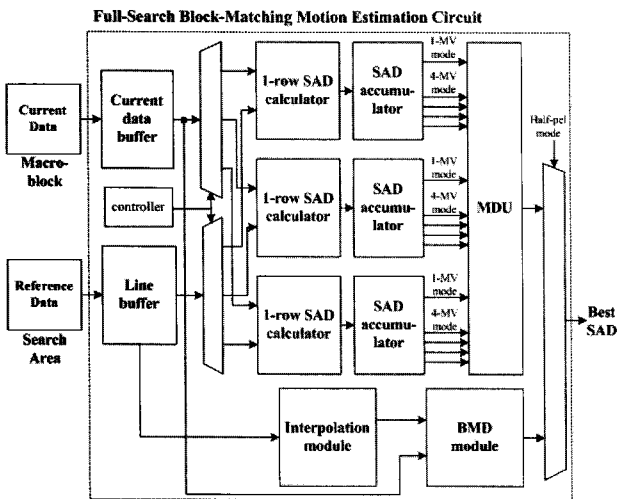 Full-Search Block-Matching Motion Estimation Circuit
Current
Data
Macro-
block
Current
data
buffer
controller
Reference
Data
Search
Area
Line
buffer
1-row SAD
calculator
SAD
accumu-
lator
1-MV
mode
4-MV
mode
1-row SAD
calculator
SAD
accumu-
lator
1-MV
mode
4-MV
mode
1-row SAD
calculator
SAD
accumu-
lator
1-MV
mode
4-MV
mode
MDU
Half-pel
mode
Best
SAD
Interpolation
module
BMD
module